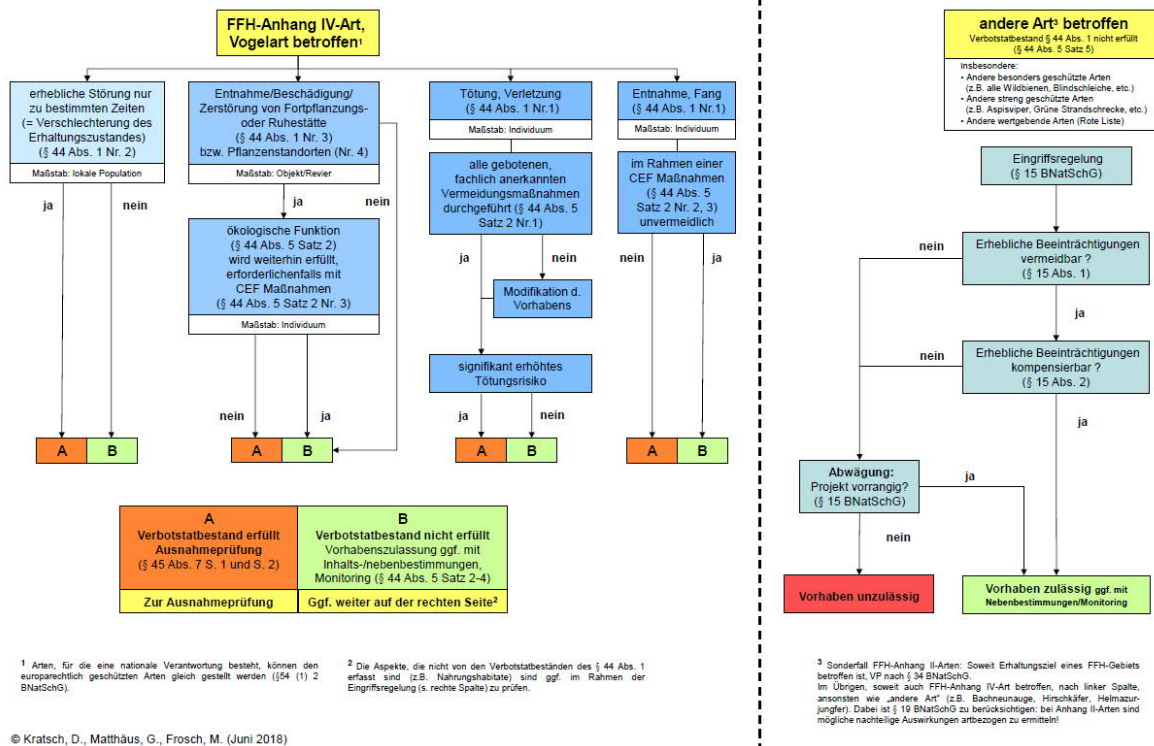 FFH-Anhang IV-Art,
Vogelart betroffen¹
erhebliche Störung nur
zu bestimmten Zeiten
(= Verschlechterung des
Erhaltungszustandes)
(§ 44 Abs. 1 Nr. 2)
Maßstab: lokale Population
ja
nein
Entnahme/Beschädigung/
Zerstörung von Fortpflanzungs-
oder Ruhestätte
(§ 44 Abs. 1 Nr. 3)
bzw. Pflanzenstandorten (Nr. 4)
Maßstab: Objekt/Revier
ja
nein
ökologische Funktion
(§ 44 Abs. 5 Satz 2)
wird weiterhin erfüllt,
erforderlichenfalls mit
CEF Maßnahmen
(§ 44 Abs. 5 Satz 2 Nr. 3)
Maßstab: Individuum
nein
ja
Tötung, Verletzung
(§ 44 Abs. 1 Nr.1)
Maßstab: Individuum
alle gebotenen,
fachlich anerkannten
Vermeidungsmaßnahmen
durchgeführt (§ 44 Abs. 5
Satz 2 Nr.1)
ja
nein
Modifikation d.
Vorhabens
signifikant erhöhtes
Tötungsrisiko
ja
nein
Entnahme, Fang
(§ 44 Abs. 1 Nr.1)
Maßstab: Individuum
im Rahmen einer
CEF Maßnahmen
(§ 44 Abs. 5
Satz 2 Nr. 2, 3)
unvermeidlich
nein
ja
A B
A B
A B
A B
A
Verbotstatbestand erfüllt
Ausnahmeprüfung
(§ 45 Abs. 7 S. 1 und S. 2)
Zur Ausnahmeprüfung
B
Verbotstatbestand nicht erfüllt
Vorhabenszulassung ggf. mit
Inhalts-/nebenbestimmungen,
Monitoring (§ 44 Abs. 5 Satz 2-4)
Ggf. weiter auf der rechten Seite²
¹ Arten, für die eine nationale Verantwortung besteht, können den
europarechtlich geschützten Arten gleich gestellt werden (§54 (1) 2
BNatSchG).
² Die Aspekte, die nicht von den Verbotstatbeständen des § 44 Abs. 1
erfasst sind (z.B. Nahrungshabitate) sind ggf. im Rahmen der
Eingriffsregelung (s. rechte Spalte) zu prüfen.
© Kratsch, D., Matthäus, G., Frosch, M. (Juni 2018)
andere Art³ betroffen
Verbotstatbestand § 44 Abs. 1 nicht erfüllt
(§ 44 Abs. 5 Satz 5)
Insbesondere:
• Andere besonders geschützte Arten
(z.B. alle Wildbienen, Blindschleiche, etc.)
• Andere streng geschützte Arten
(z.B. Aspisviper, Grüne Strandschrecke, etc.)
• Andere wertgebende Arten (Rote Liste)
Eingriffsregelung
(§ 15 BNatSchG)
nein
Erhebliche Beeinträchtigungen
vermeidbar ?
(§ 15 Abs. 1)
ja
nein
Erhebliche Beeinträchtigungen
kompensierbar ?
(§ 15 Abs. 2)
ja
Abwägung:
Projekt vorrangig?
(§ 15 BNatSchG)
ja
nein
Vorhaben unzulässig
Vorhaben zulässig ggf. mit
Nebenbestimmungen/Monitoring
³ Sonderfall FFH-Anhang II-Arten: Soweit Erhaltungsziel eines FFH-Gebiets
betroffen ist, VP nach § 34 BNatSchG.
Im Übrigen, soweit auch FFH-Anhang IV-Art betroffen, nach linker Spalte,
ansonsten wie „andere Art“ (z.B. Bachneunauge, Hirschkäfer, Helmazur-
jungfer). Dabei ist § 19 BNatSchG zu berücksichtigen: bei Anhang II-Arten sind
mögliche nachteilige Auswirkungen artbezogen zu ermitteln!